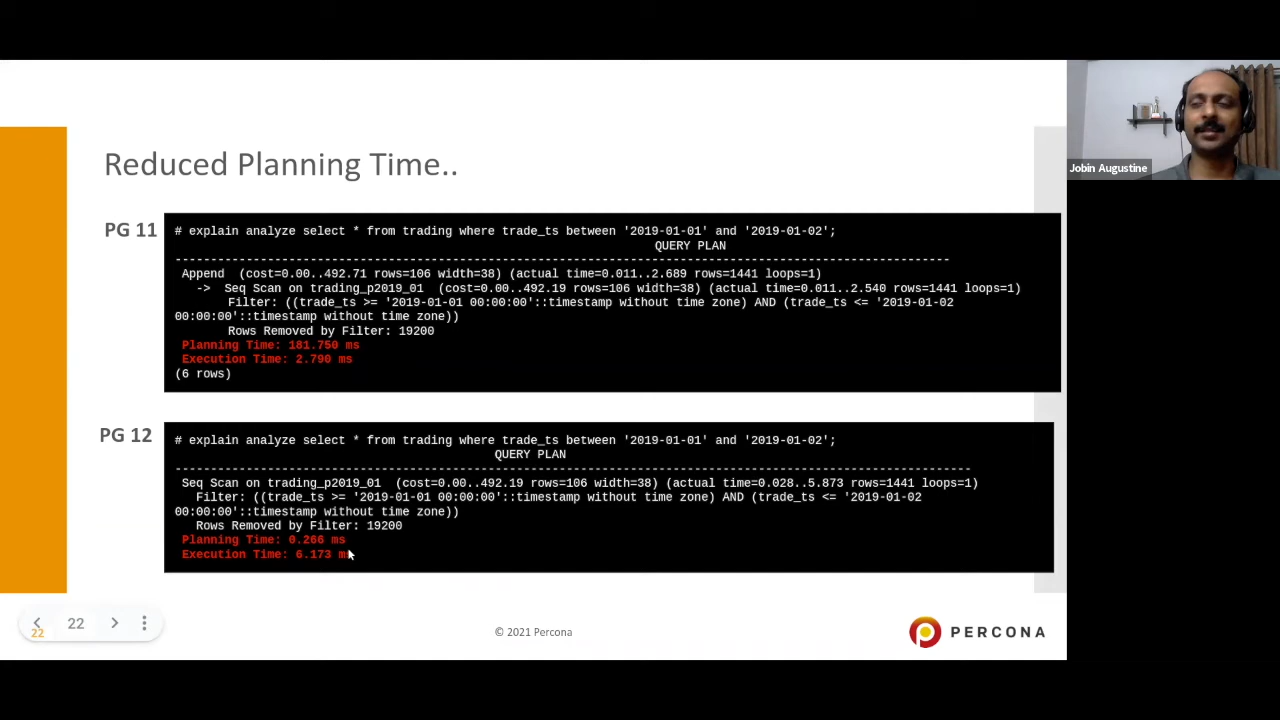 Reduced Planning Time..
PG 11
# explain analyze select * from trading where trade_ts between '2019-01-01' and '2019-01-02';
QUERY PLAN
-------------------------------------------------------------------------------------------------------------
Append  (cost=0.00..492.71 rows=106 width=38) (actual time=0.011..2.689 rows=1441 loops=1)
->  Seq Scan on trading_p2019_01  (cost=0.00..492.19 rows=106 width=38) (actual time=0.011..2.540 rows=1441 loops=1)
Filter: ((trade_ts >= '2019-01-01 00:00:00'::timestamp without time zone) AND (trade_ts <= '2019-01-02
00:00:00'::timestamp without time zone))
Rows Removed by Filter: 19200
Planning Time: 181.750 ms
Execution Time: 2.790 ms
(6 rows)
PG 12
# explain analyze select * from trading where trade_ts between '2019-01-01' and '2019-01-02';
QUERY PLAN
----------------------------------------------------------------------------------------------------------------
Seq Scan on trading_p2019_01  (cost=0.00..492.19 rows=106 width=38) (actual time=0.028..5.873 rows=1441 loops=1)
Filter: ((trade_ts >= '2019-01-01 00:00:00'::timestamp without time zone) AND (trade_ts <= '2019-01-02
00:00:00'::timestamp without time zone))
Rows Removed by Filter: 19200
Planning Time: 0.266 ms
Execution Time: 6.173 ms
22
22
© 2021 Percona
PERCONA
Jobin Augustine